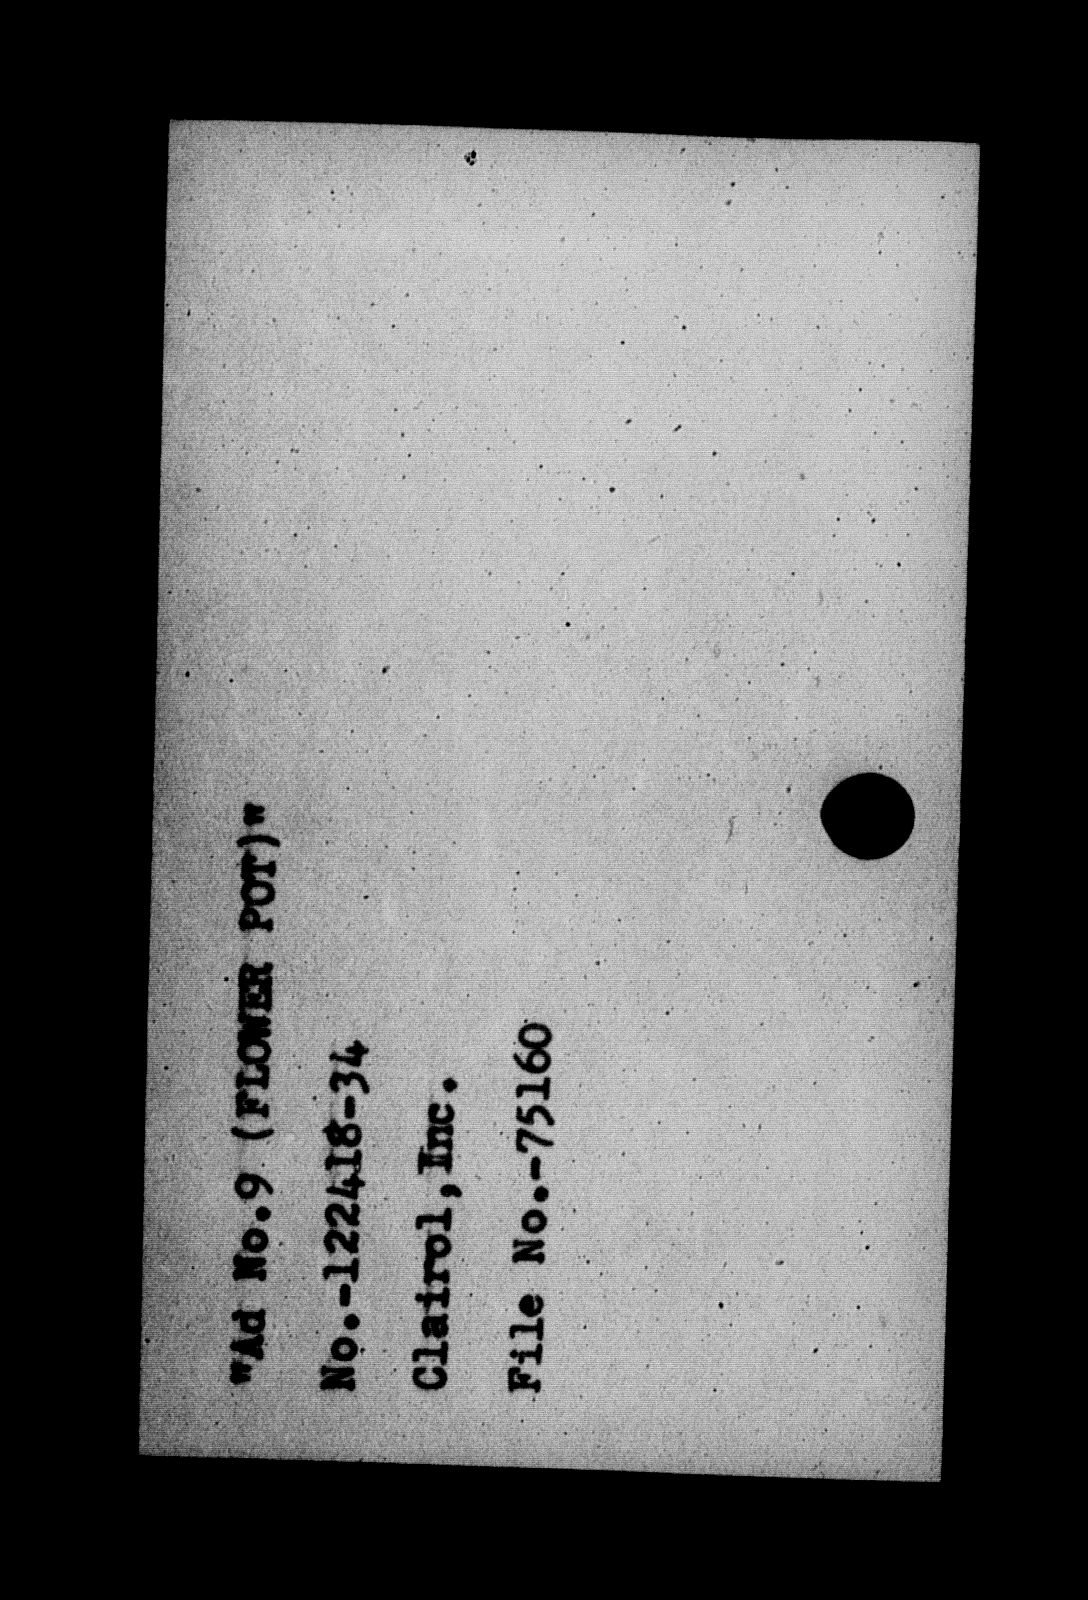 "Ad No.9 (FLOWER POT)"
No.-122418-34
Clairol,Inc.
File No.-75160